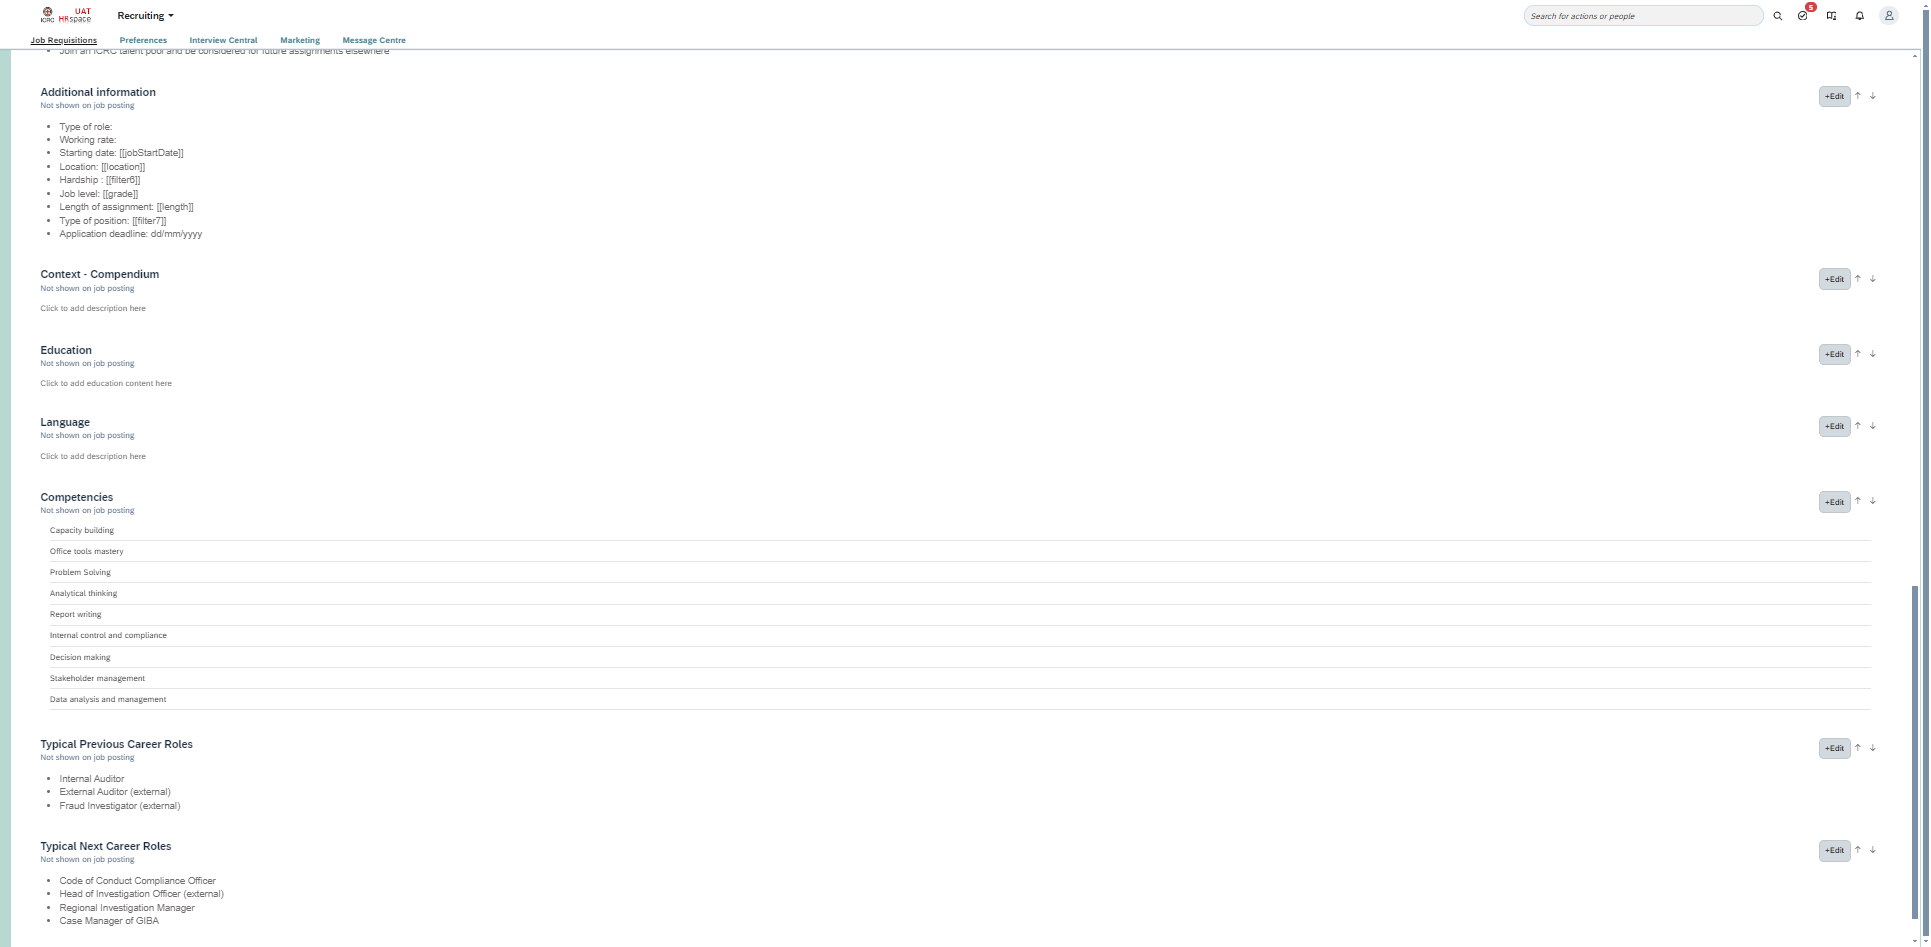 ICRC
UAT
HRspace
Recruiting
Search for actions or people
5
Job Requisitions Preferences Interview Central Marketing Message Centre
Join an ICRC talent pool and be considered for future assignments elsewhere
Additional information
Not shown on job posting
+Edit
Type of role:
Working rate:
Starting date: [[jobStartDate]]
Location: [[location]]
Hardship : [[filter6]]
Job level: [[grade]]
Length of assignment: [[length]]
Type of position: [[filter7]]
Application deadline: dd/mm/yyyy
Context - Compendium
Not shown on job posting
+Edit
Click to add description here
Education
Not shown on job posting
+Edit
Click to add education content here
Language
Not shown on job posting
+Edit
Click to add description here
Competencies
Not shown on job posting
+Edit
Capacity building
Office tools mastery
Problem Solving
Analytical thinking
Report writing
Internal control and compliance
Decision making
Stakeholder management
Data analysis and management
Typical Previous Career Roles
Not shown on job posting
+Edit
Internal Auditor
External Auditor (external)
Fraud Investigator (external)
Typical Next Career Roles
Not shown on job posting
+Edit
Code of Conduct Compliance Officer
Head of Investigation Officer (external)
Regional Investigation Manager
Case Manager of GIBA